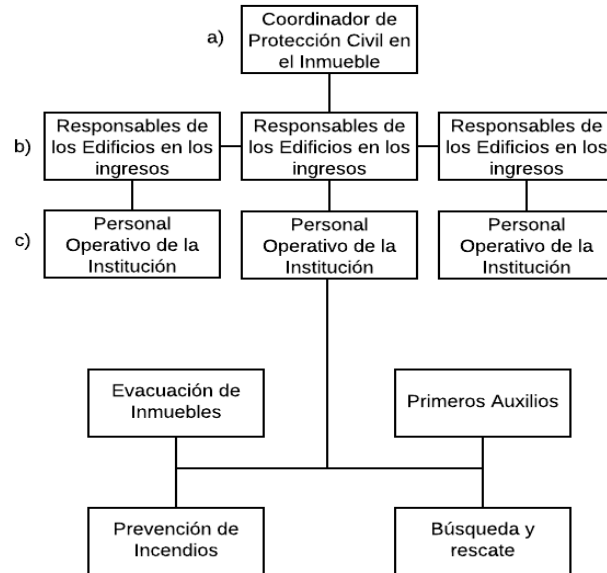 a)
Coordinador de
Protección Civil en
el Inmueble
b)
Responsables de
los Edificios en los
ingresos
Responsables de
los Edificios en los
ingresos
Responsables de
los Edificios en los
ingresos
c)
Personal
Operativo de la
Institución
Personal
Operativo de la
Institución
Personal
Operativo de la
Institución
Evacuación de
Inmuebles
Primeros Auxilios
Prevención de
Incendios
Búsqueda y
rescate